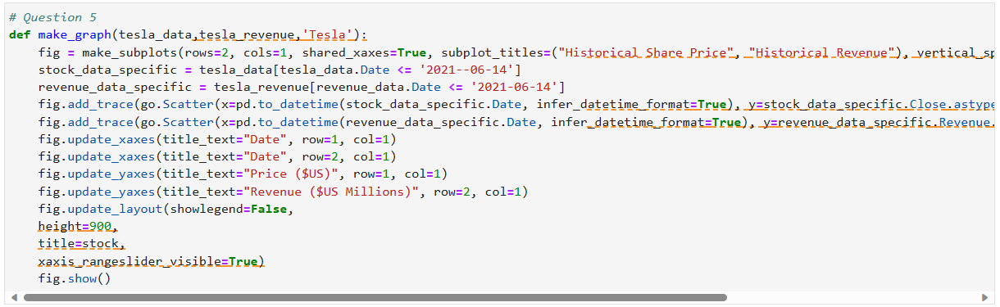 # Question 5
def make_graph(tesla_data,tesla_revenue,'Tesla'):
    fig = make_subplots(rows=2, cols=1, shared_xaxes=True, subplot_titles=("Historical Share Price", "Historical Revenue"), vertical_sp
    stock_data_specific = tesla_data[tesla_data.Date <= '2021--06-14']
    revenue_data_specific = tesla_revenue[revenue_data.Date <= '2021-06-14']
    fig.add_trace(go.Scatter(x=pd.to_datetime(stock_data_specific.Date, infer_datetime_format=True), y=stock_data_specific.Close.astype
    fig.add_trace(go.Scatter(x=pd.to_datetime(revenue_data_specific.Date, infer_datetime_format=True), y=revenue_data_specific.Revenue.
    fig.update_xaxes(title_text="Date", row=1, col=1)
    fig.update_xaxes(title_text="Date", row=2, col=1)
    fig.update_yaxes(title_text="Price ($US)", row=1, col=1)
    fig.update_yaxes(title_text="Revenue ($US Millions)", row=2, col=1)
    fig.update_layout(showlegend=False,
    height=900,
    title=stock,
    xaxis_rangeslider_visible=True)
    fig.show()